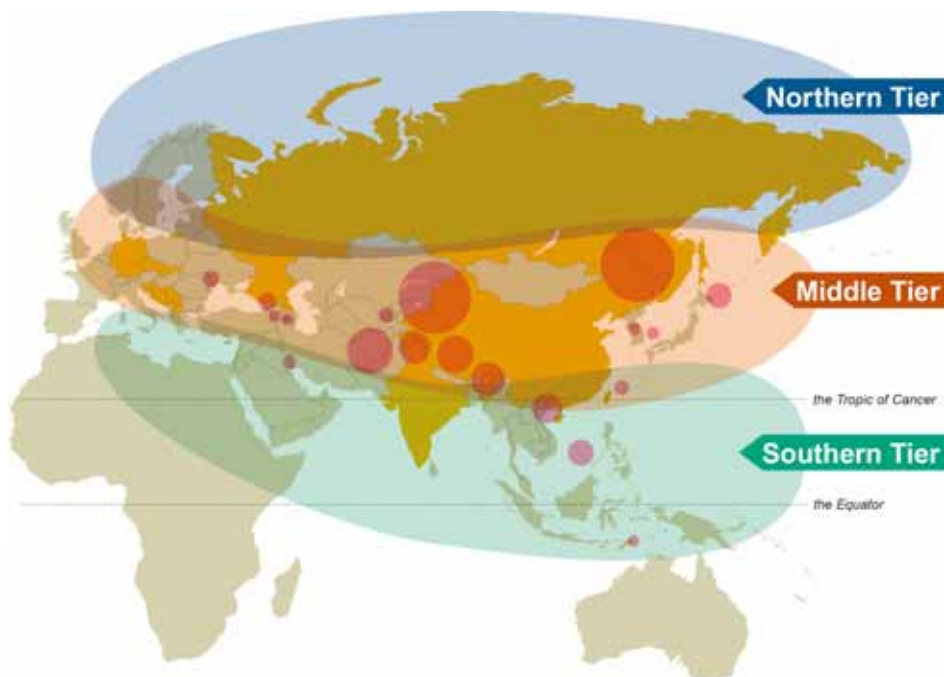 Northern Tier
Middle Tier
the Tropic of Cancer
Southern Tier
the Equator